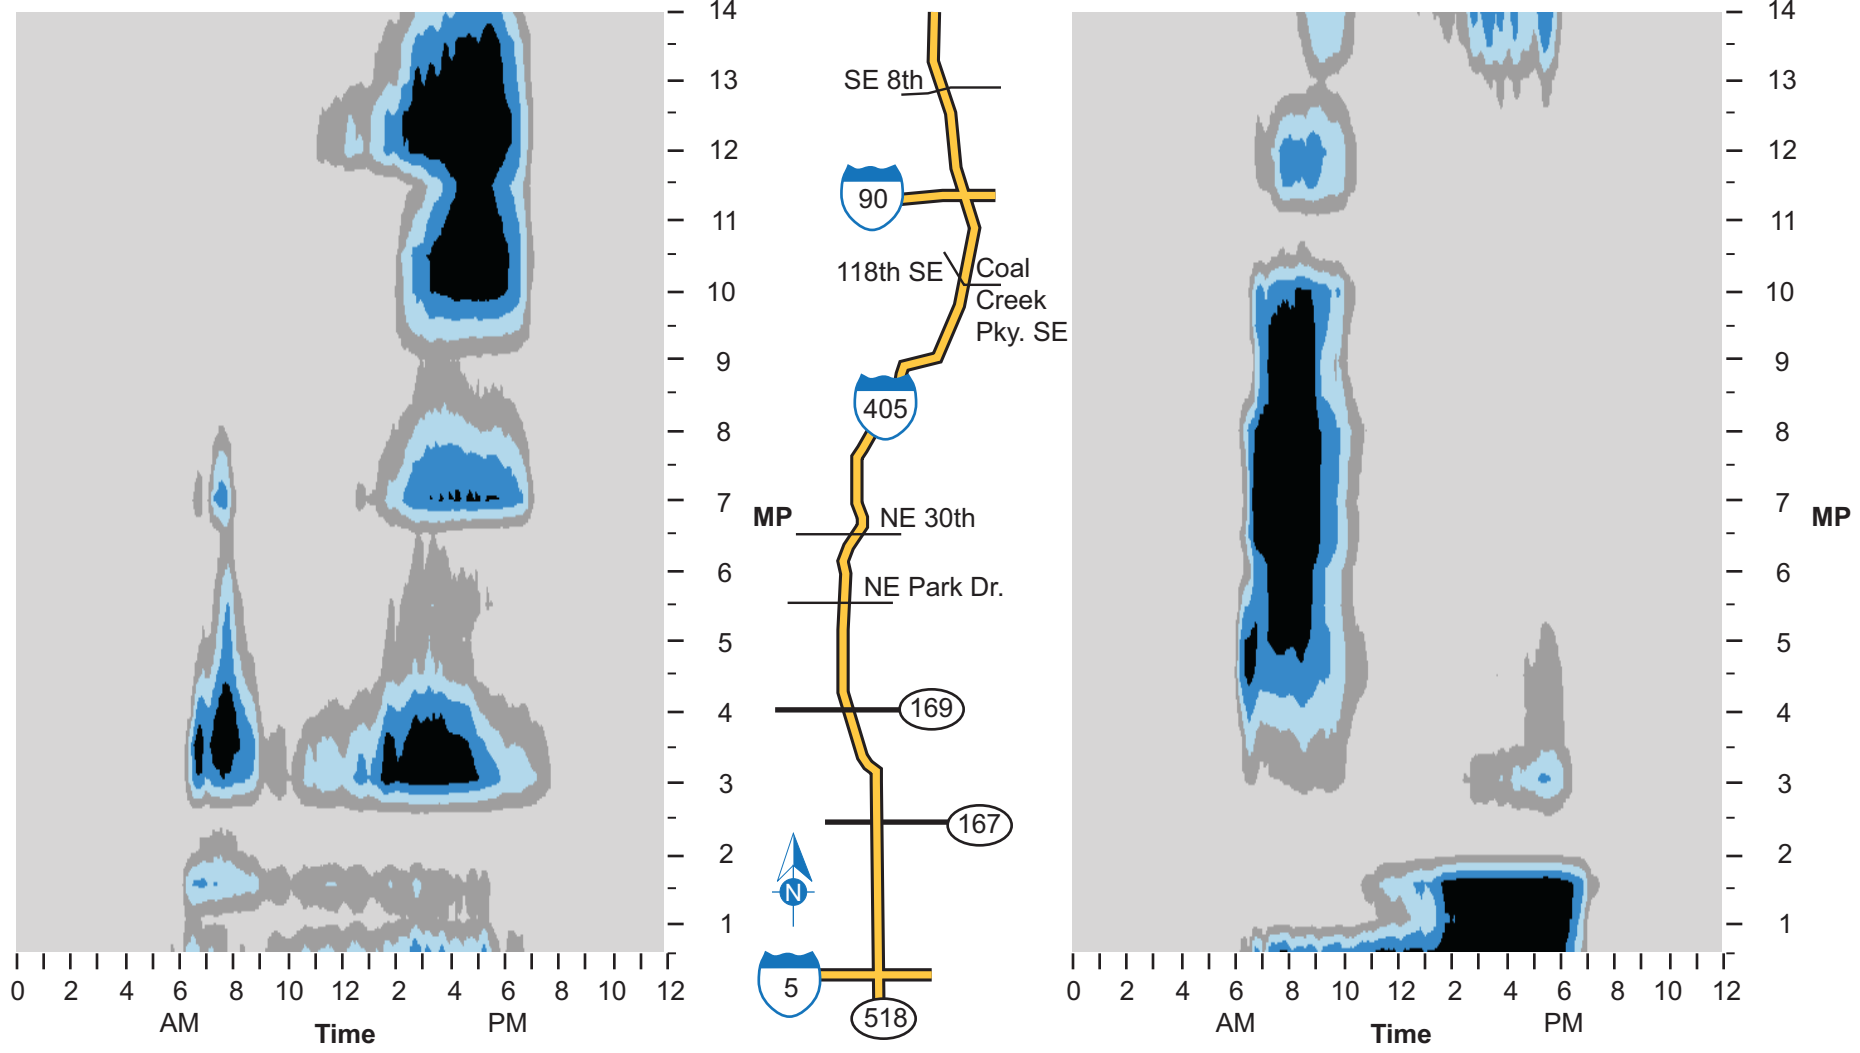 14
13
12
11
10
9
8
7
6
5
4
3
2
1
0 2 4 6 8 10 12 2 4 6 8 10 12
AM PM
Time
SE 8th
90
118th SE
Coal
Creek
Pky. SE
405
MP
NE 30th
NE Park Dr.
169
167
N
5
518
14
13
12
11
10
9
8
7
6
5
4
3
2
1
MP
0 2 4 6 8 10 12 2 4 6 8 10 12
AM PM
Time